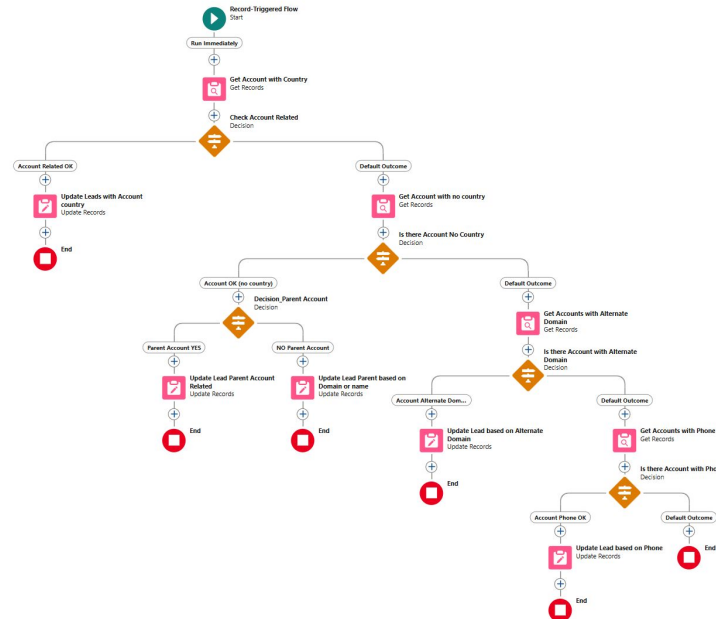 Record-Triggered Flow
Start
Run Immediately
Get Account with Country
Get Records
Check Account Related
Decision
Account Related OK
Default Outcome
Update Leads with Account
country
Update Records
Get Account with no country
Get Records
End
Is there Account No Country
Decision
Account OK (no country)
Default Outcome
Decision_Parent Account
Decision
Get Accounts with Alternate
Domain
Get Records
Parent Account YES
NO Parent Account
Is there Account with Alternate
Domain
Decision
Update Lead Parent Account
Related
Update Records
Update Lead Parent based on
Domain or name
Update Records
Account Alternate Dom...
Default Outcome
End
End
Update Lead based on Alternate
Domain
Update Records
Get Accounts with Phone
Get Records
End
Is there Account with Pho
Decision
Account Phone OK
Default Outcome
Update Lead based on Phone
Update Records
End
End